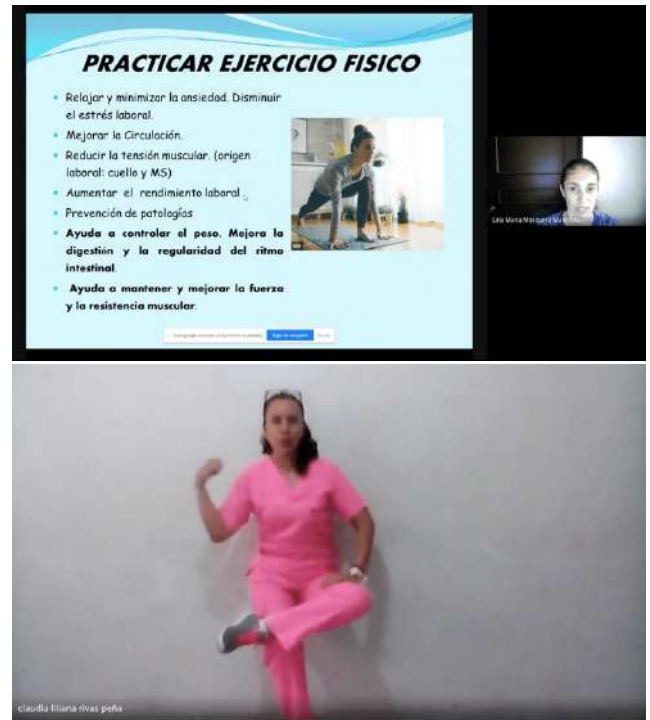 PRACTICAR EJERCICIO FISICO
Relajar y minimizar la ansiedad. Disminuir
el estrés laboral.
Mejorar la Circulación.
Reducir la tensión muscular. (origen
laboral: cuello y MS)
Aumentar el rendimiento laboral .
Prevención de patologías
Ayuda a controlar el peso. Mejora la
digestión y la regularidad del ritmo
intestinal.
Ayuda a mantener y mejorar la fuerza
y la resistencia muscular.
claudia liliana rivas peña